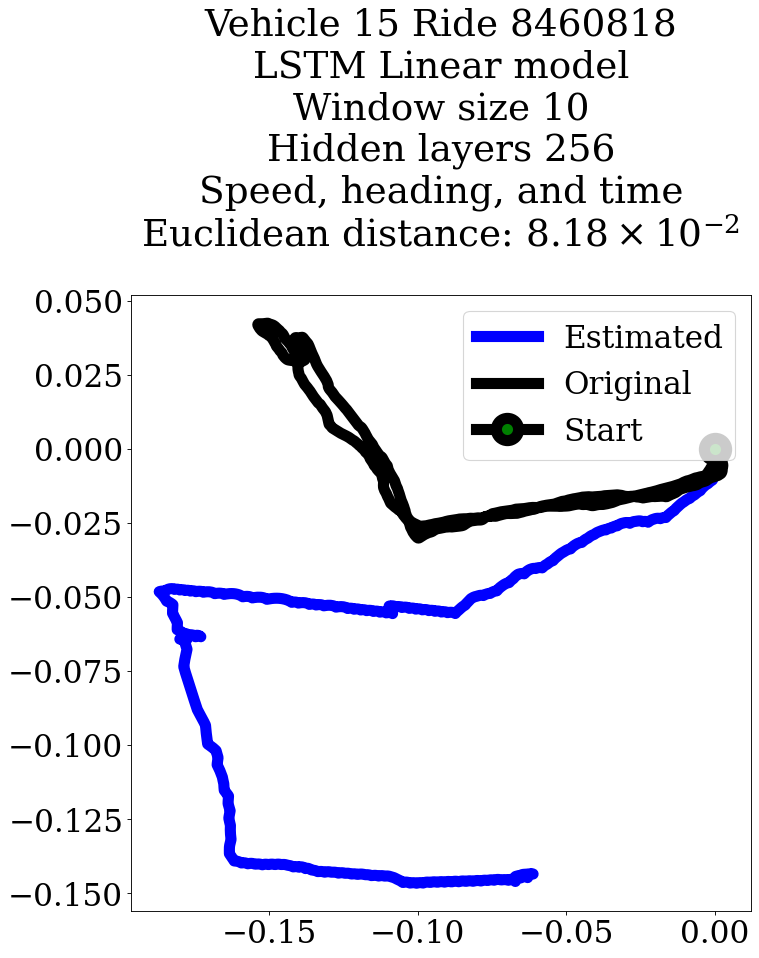 Vehicle 15 Ride 8460818
LSTM Linear model
Window size 10
Hidden layers 256
Speed, heading, and time
Euclidean distance: 8.18 × 10⁻²
0.050
0.025
0.000
−0.025
−0.050
−0.075
−0.100
−0.125
−0.150
Estimated
Original
Start
−0.15 −0.10 −0.05 0.00